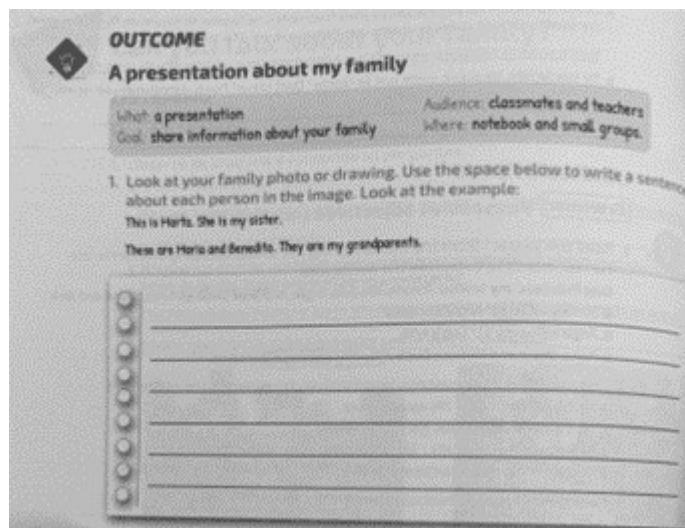 OUTCOME
A presentation about my family
What: a presentation
Audience: classmates and teachers
Goal: share information about your family
Where: notebook and small groups.
1. Look at your family photo or drawing. Use the space below to write a sentence
about each person in the image. Look at the example:
This is Marta. She is my sister.
These are Maria and Benedito. They are my grandparents.